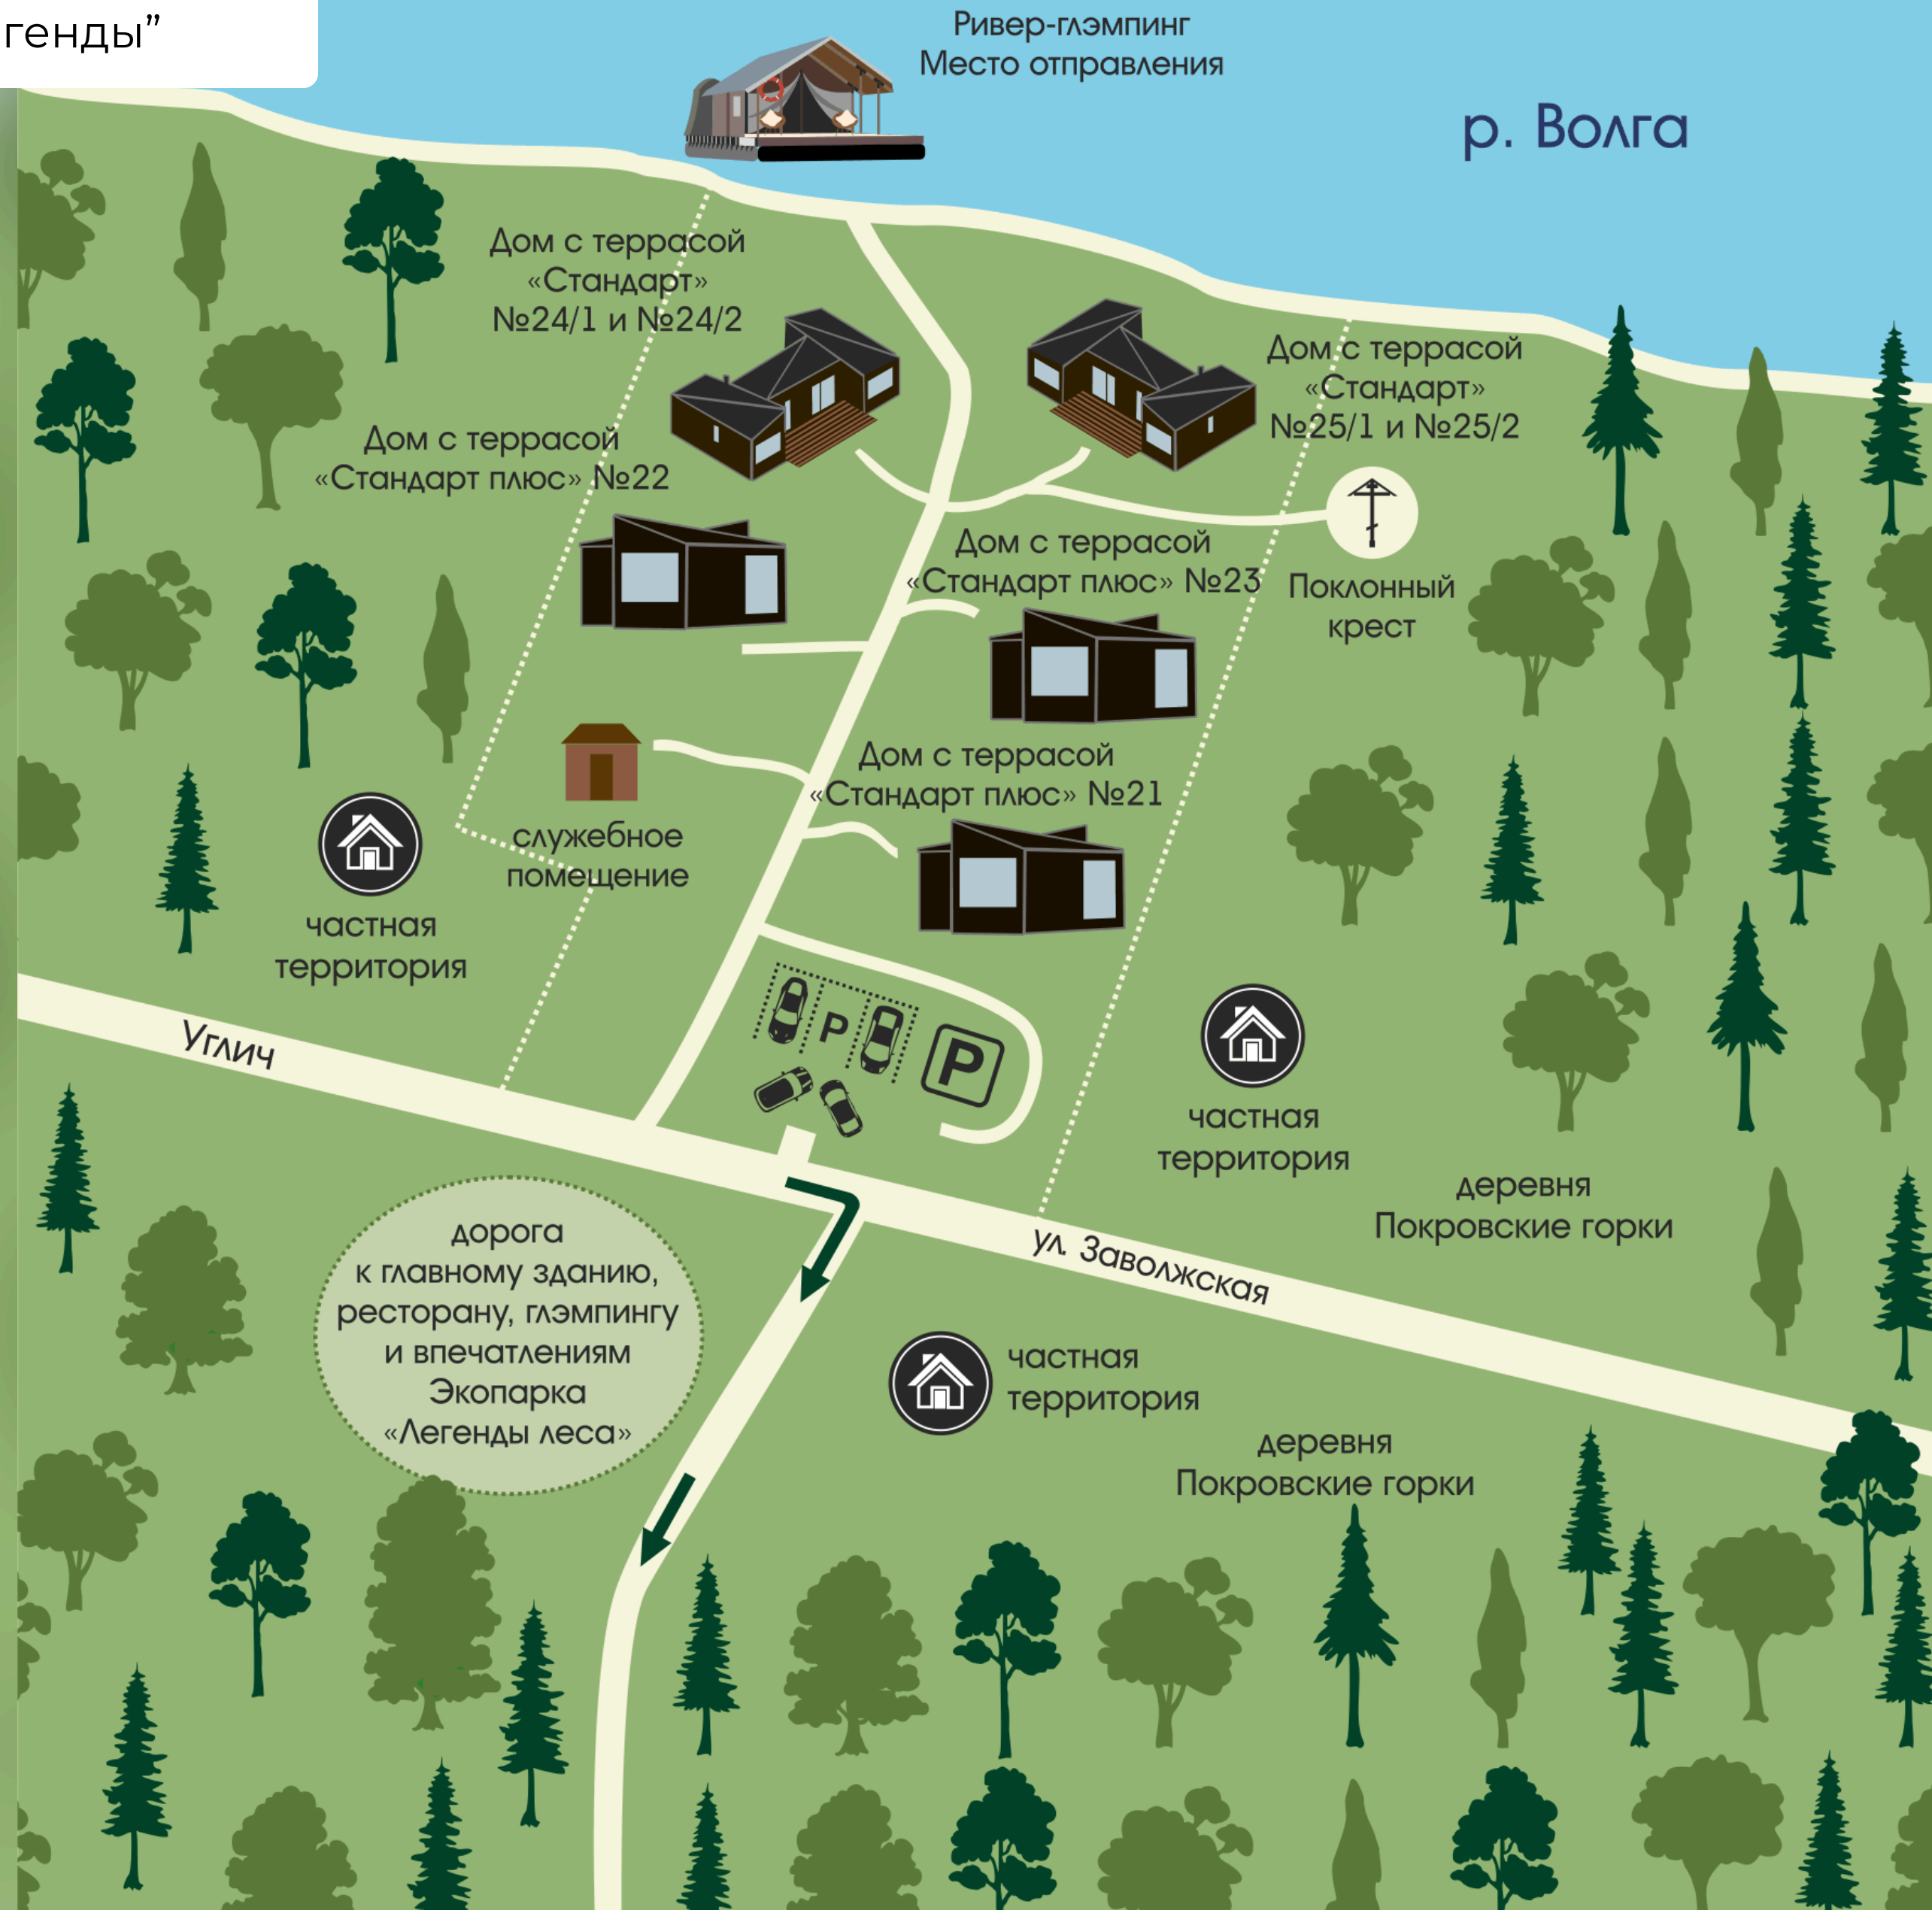 генды”
Ривер-глэмпинг
Место отправления
р. Волга
Дом с террасой
«Стандарт»
№24/1 и №24/2
Дом с террасой
«Стандарт»
№25/1 и №25/2
Дом с террасой
«Стандарт плюс» №22
Дом с террасой
«Стандарт плюс» №23
Поклонный
крест
Дом с террасой
«Стандарт плюс» №21
служебное
помещение
частная
территория
P
P
Углич
частная
территория
деревня
Покровские горки
ул. Заволжская
дорога
к главному зданию,
ресторану, глэмпингу
и впечатлениям
Экопарка
«Легенды леса»
частная
территория
деревня
Покровские горки